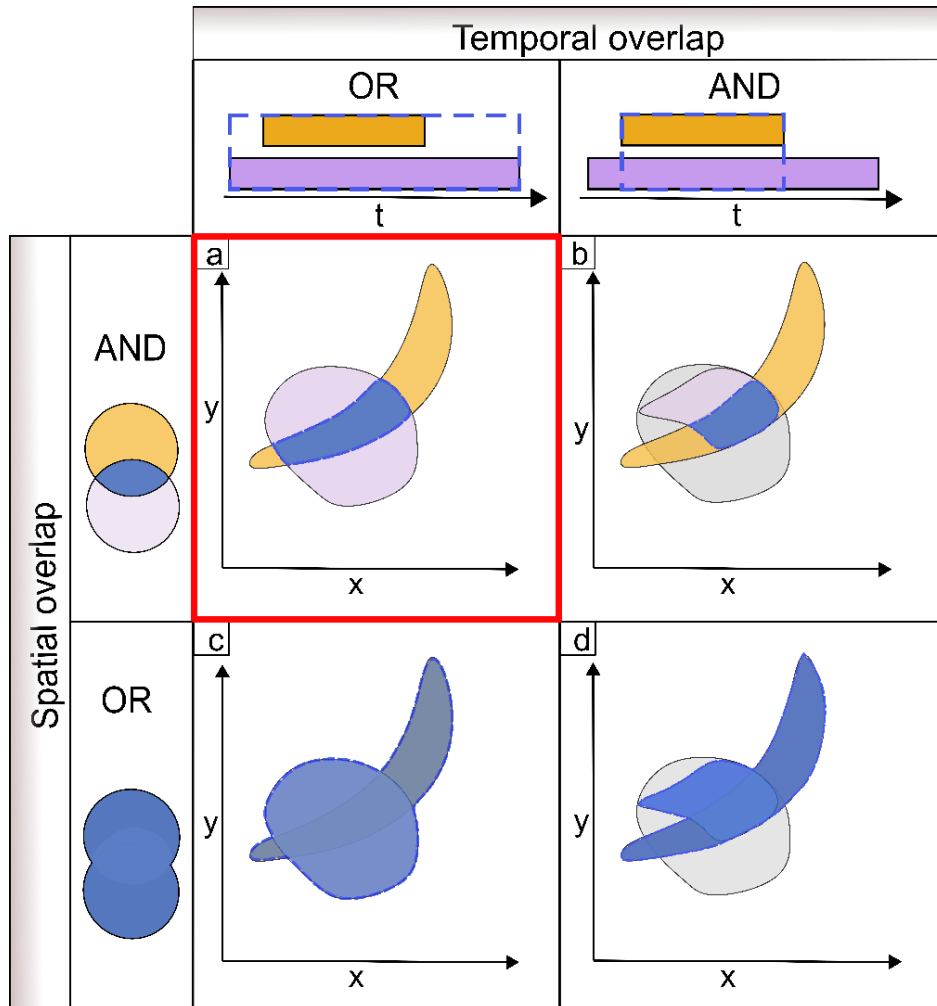 Temporal overlap
OR
AND
t
t
Spatial overlap
AND
a
y
x
b
y
x
OR
c
y
x
d
y
x